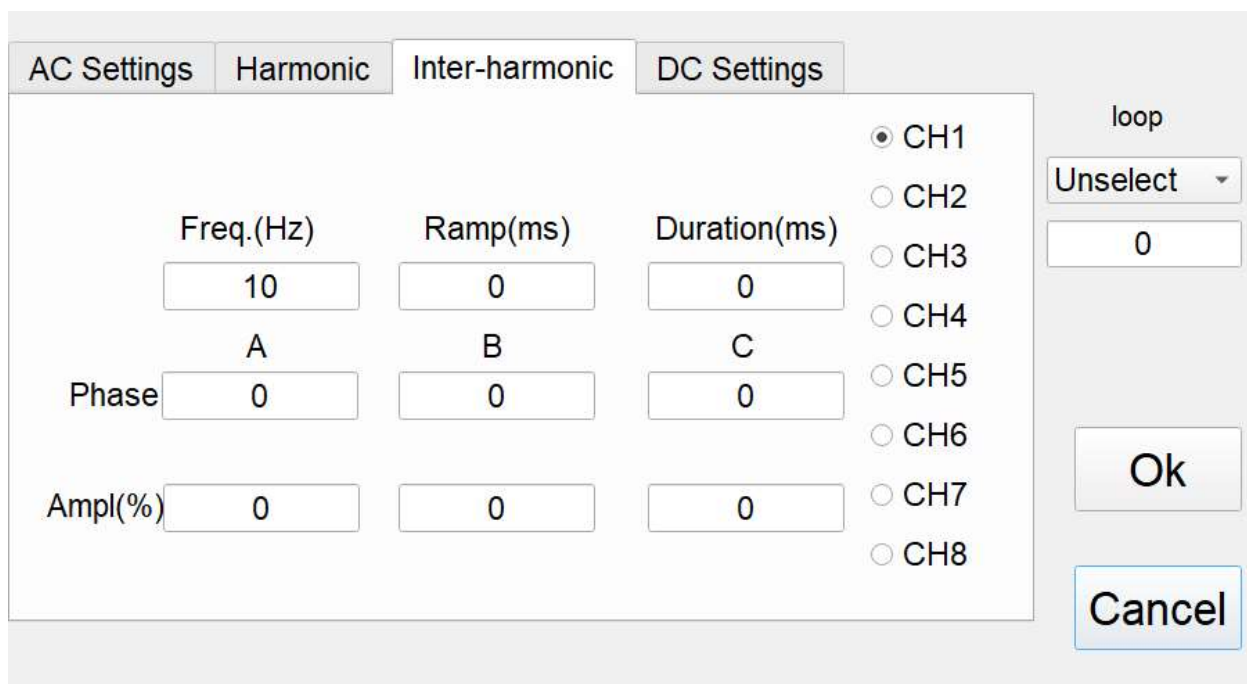 AC Settings Harmonic Inter-harmonic DC Settings
loop
CH1
Unselect
CH2
Freq.(Hz) Ramp(ms) Duration(ms)
0
CH3
10 0 0
CH4
A B C
CH5
Phase 0 0 0
CH6
Ok
CH7
Ampl(%) 0 0 0
CH8
Cancel